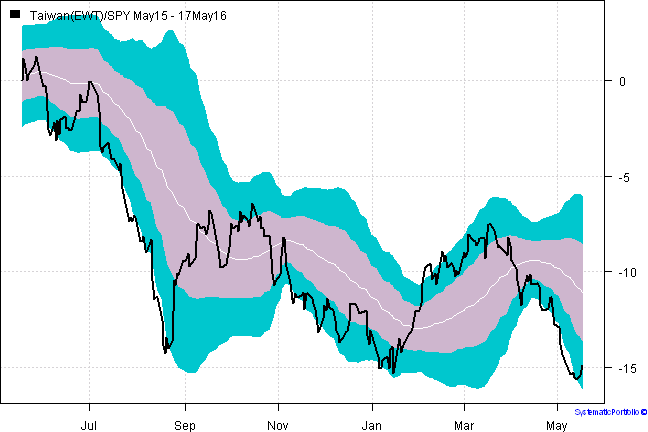 Taiwan(EWT)/SPY May15 - 17May16
0
-5
-10
-15
Jul Sep Nov Jan Mar May
SystematicPortfolio ©